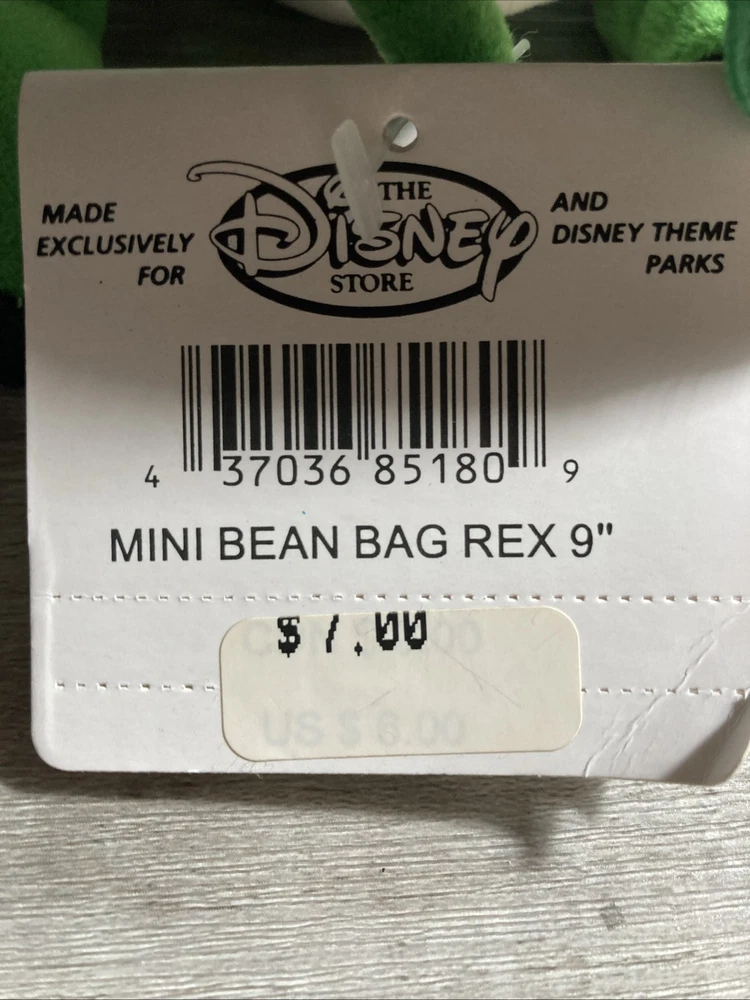 MADE
EXCLUSIVELY
FOR
THE
DISNEY
STORE
AND
DISNEY THEME
PARKS
4 37036 85180 9
MINI BEAN BAG REX 9"
$ 7.00
US $ 6.00